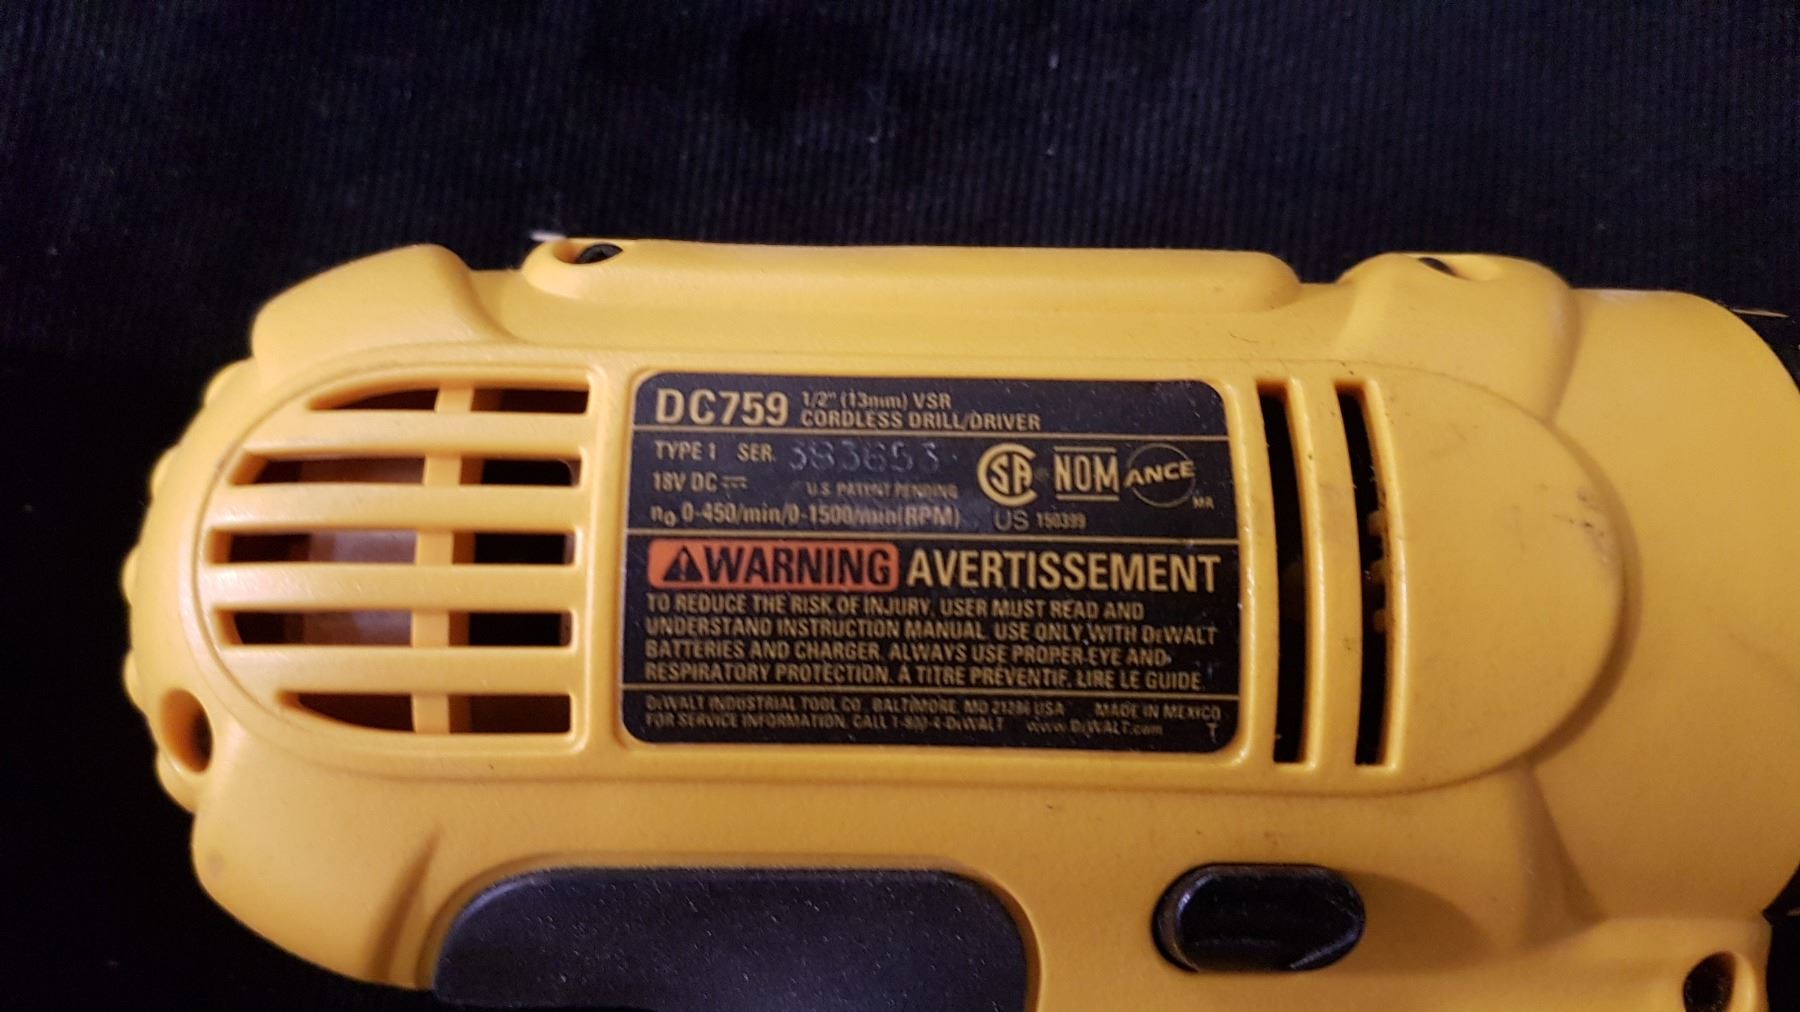 DC759 1/2" (13mm) VSR
CORDLESS DRILL/DRIVER
TYPE 1 SER. 383653
18V DC U.S. PATENT PENDING
n₀ 0-450/min/0-1500/min(RPM)
SA NOM ANCE
MR
US 150399
WARNING AVERTISSEMENT
TO REDUCE THE RISK OF INJURY, USER MUST READ AND
UNDERSTAND INSTRUCTION MANUAL. USE ONLY WITH DeWALT
BATTERIES AND CHARGER. ALWAYS USE PROPER EYE AND
RESPIRATORY PROTECTION. A TITRE PREVENTIF, LIRE LE GUIDE.
DeWALT INDUSTRIAL TOOL CO., BALTIMORE, MD 21286 USA MADE IN MEXICO
FOR SERVICE INFORMATION, CALL 1-800-4-DeWALT www.DeWALT.com T